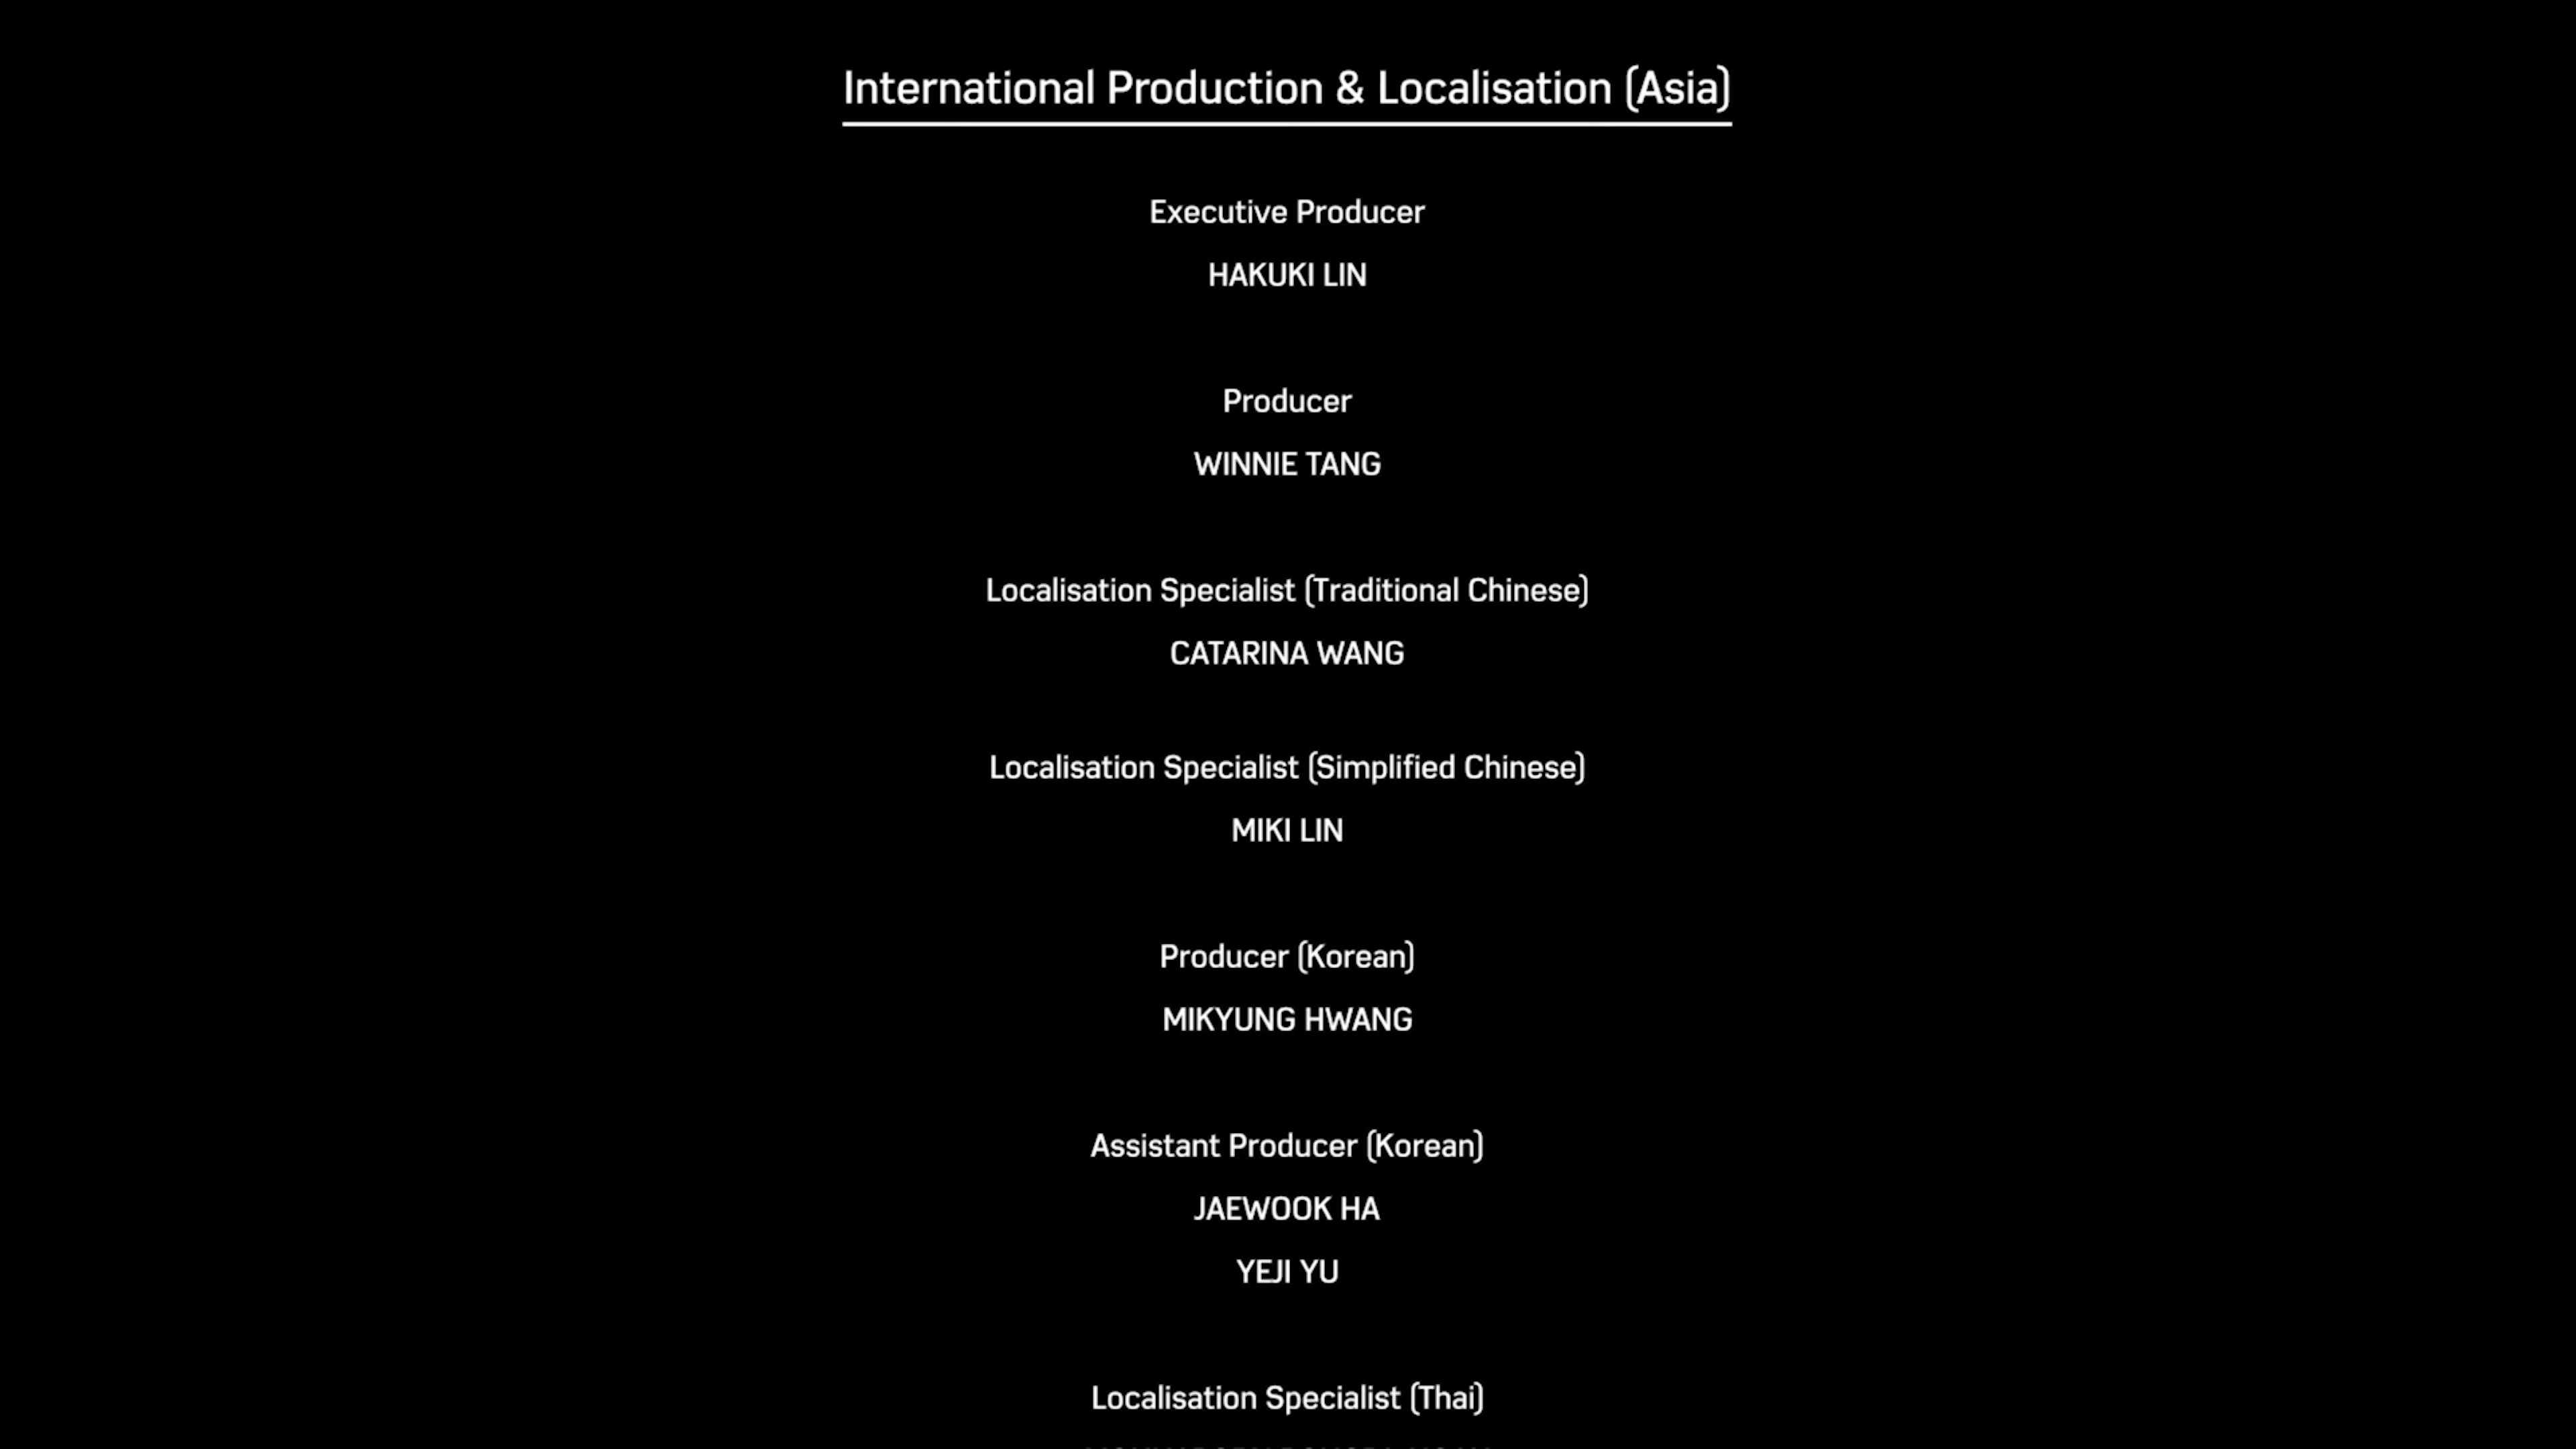 International Production & Localisation (Asia)
Executive Producer
HAKUKI LIN
Producer
WINNIE TANG
Localisation Specialist (Traditional Chinese)
CATARINA WANG
Localisation Specialist (Simplified Chinese)
MIKI LIN
Producer (Korean)
MIKYUNG HWANG
Assistant Producer (Korean)
JAEWOOK HA
YEJI YU
Localisation Specialist (Thai)